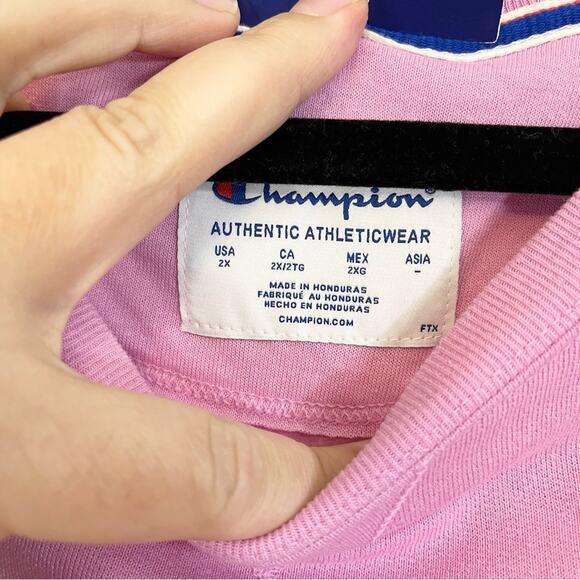 Champion
AUTHENTIC ATHLETICWEAR
USA CA MEX ASIA
2X 2X/2TG 2XG -
MADE IN HONDURAS
FABRIQUÉ AU HONDURAS
HECHO EN HONDURAS
CHAMPION.COM
FTX